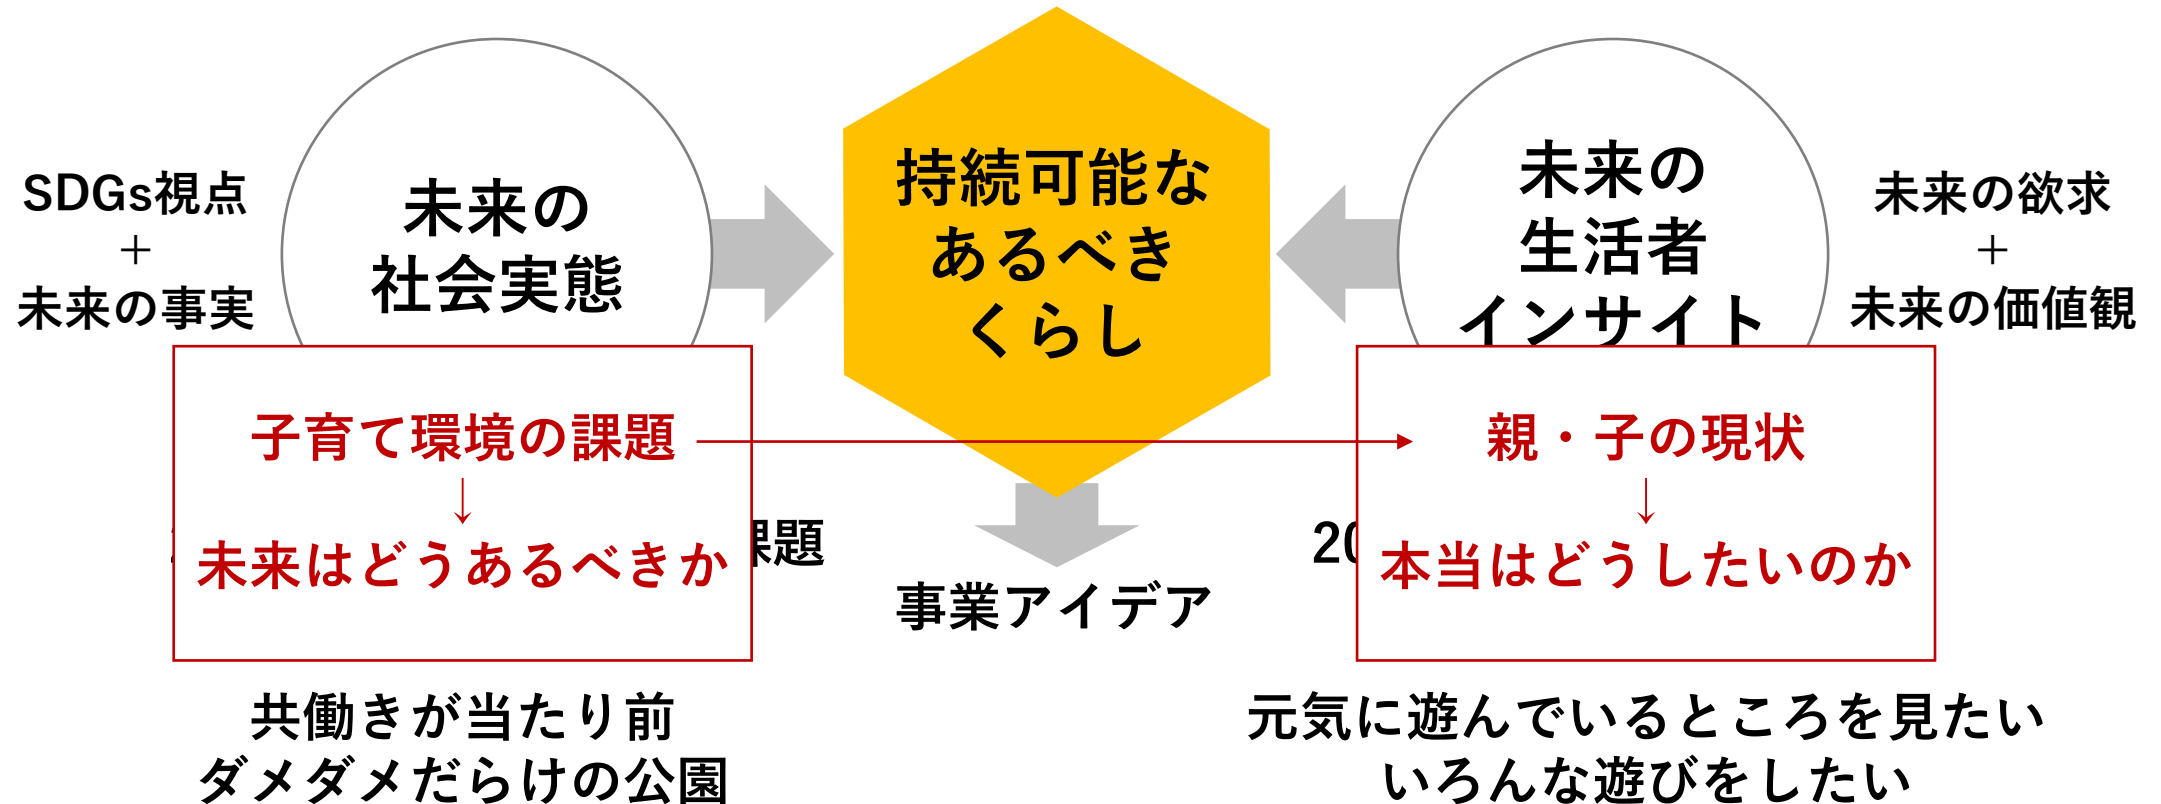 SDGs視点
+
未来の事実
未来の
社会実態
持続可能な
あるべき
くらし
未来の
生活者
インサイト
未来の欲求
+
未来の価値観
子育て環境の課題
↓
未来はどうあるべきか
課題
事業アイデア
親・子の現状
↓
本当はどうしたいのか
20
共働きが当たり前
ダメダメだらけの公園
元気に遊んでいるところを見たい
いろんな遊びをしたい